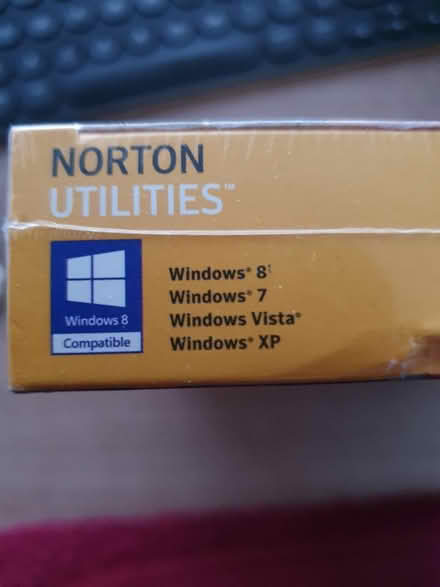 NORTON
UTILITIES™
Windows® 8¹
Windows® 7
Windows Vista®
Windows® XP
Windows 8
Compatible